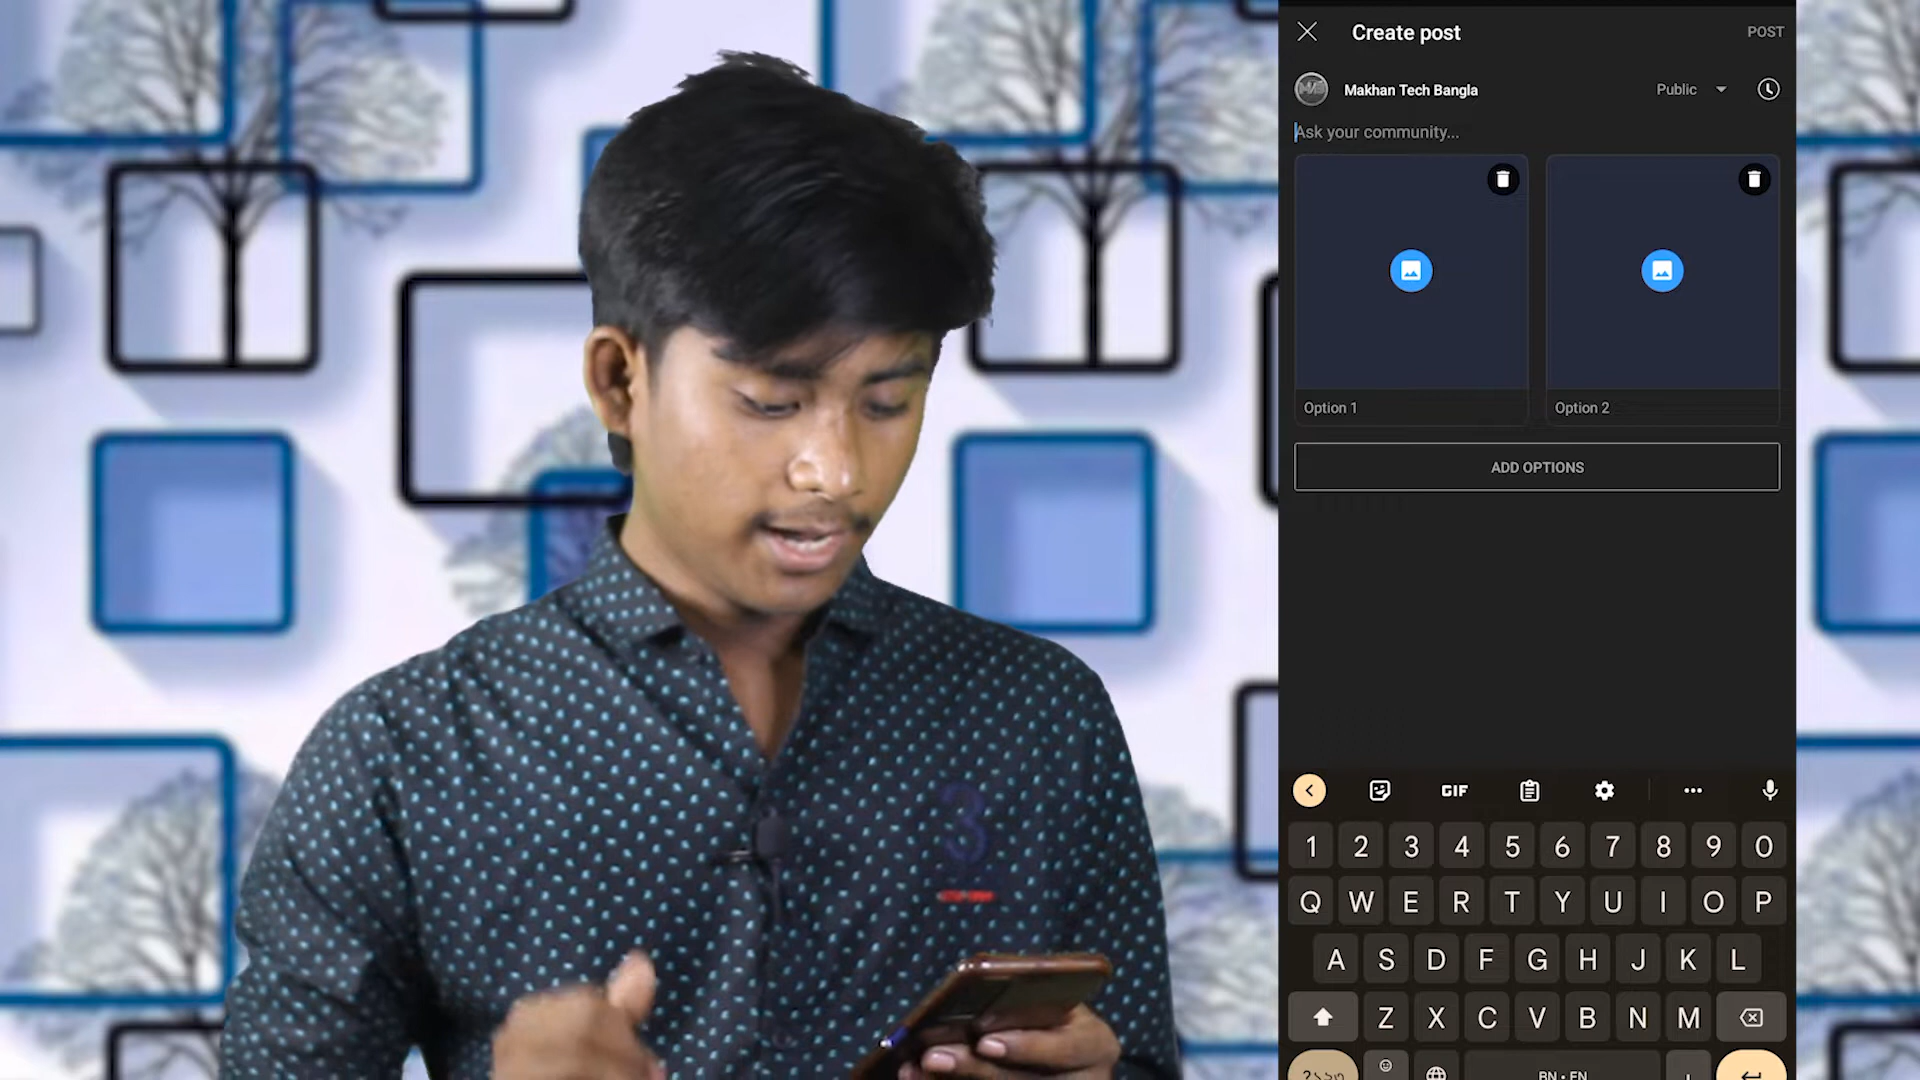 Create post
POST
Makhan Tech Bangla
Public
Ask your community...
Option 1
Option 2
ADD OPTIONS
GIF
1 2 3 4 5 6 7 8 9 0
Q W E R T Y U I O P
A S D F G H J K L
Z X C V B N M
BN • EN
3